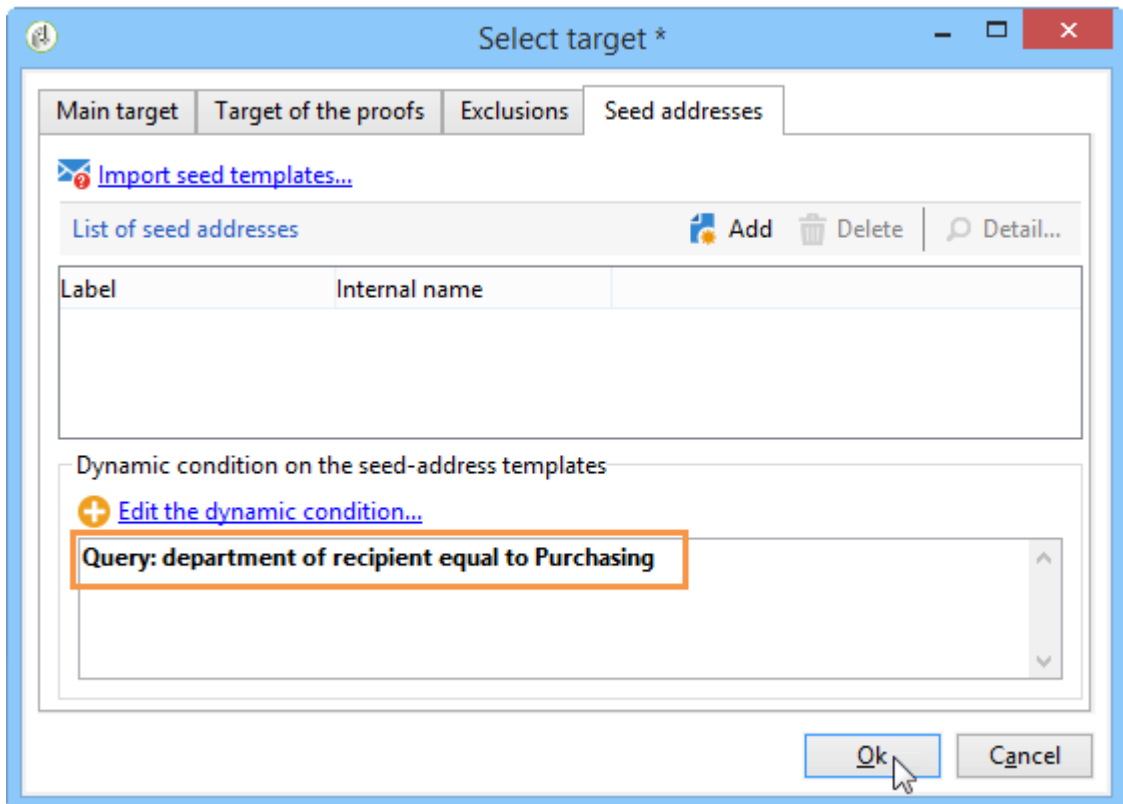 Select target *
Main target Target of the proofs Exclusions Seed addresses
Import seed templates...
List of seed addresses Add Delete Detail...
Label Internal name
Dynamic condition on the seed-address templates
Edit the dynamic condition...
Query: department of recipient equal to Purchasing
Ok Cancel